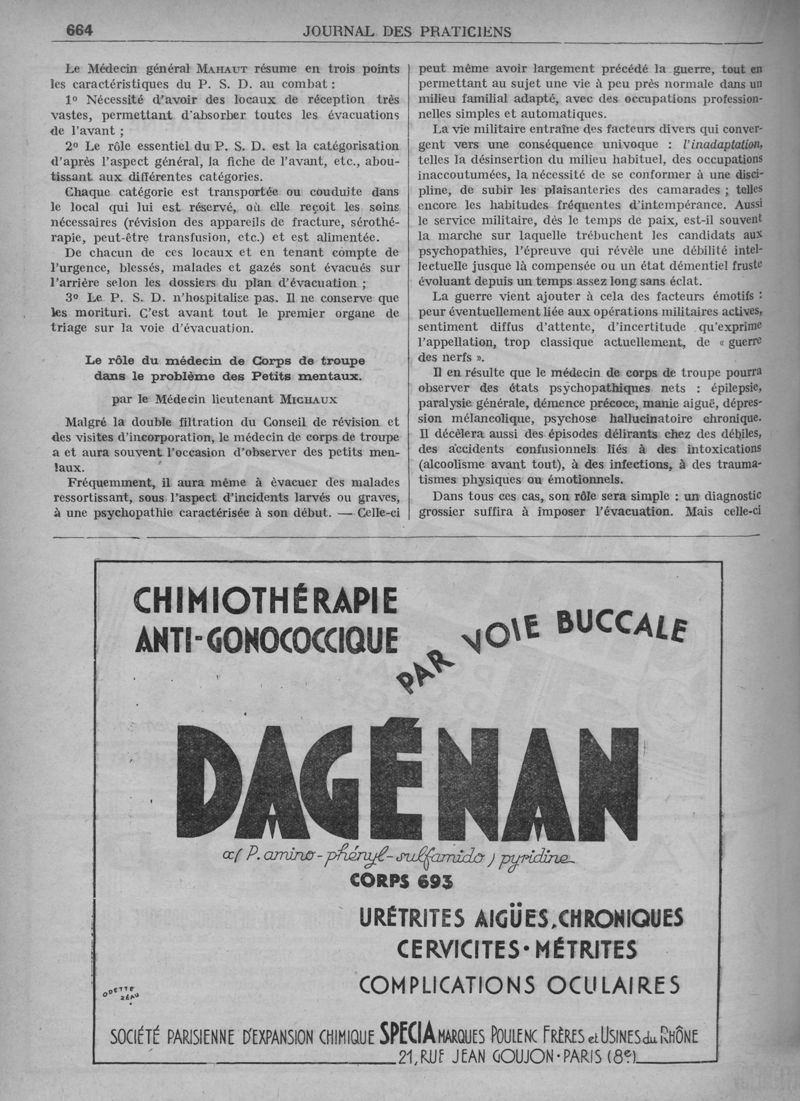 664
JOURNAL DES PRATICIENS
Le Médecin général MAHAUT résume en trois points
les caractéristiques du P. S. D. au combat :
1º Nécessité d'avoir des locaux de réception très
vastes, permettant d'absorber toutes les évacuations
de l'avant ;
2º Le rôle essentiel du P. S. D. est la catégorisation
d'après l'aspect général, la fiche de l'avant, etc., abou-
tissant aux différentes catégories.
Chaque catégorie est transportée ou couduite dans
le local qui lui est réservé, où elle reçoit les soins
nécessaires (révision des appareils de fracture, sérothé-
rapie, peut-être transfusion, etc.) et est alimentée.
De chacun de ces locaux et en tenant compte de
l'urgence, blessés, malades et gazés sont évacués sur
l'arrière selon les dossiers du plan d'évacuation ;
3º Le P. S. D. n'hospitalise pas. Il ne conserve que
les morituri. C'est avant tout le premier organe de
triage sur la voie d'évacuation.
Le rôle du médecin de Corps de troupe
dans le problème des Petits mentaux.
par le Médecin lieutenant MICHAUX
Malgré la double filtration du Conseil de révision et
des visites d'incorporation, le médecin de corps de troupe
a et aura souvent l'occasion d'observer des petits men-
taux.
Fréquemment, il aura même à évacuer des malades
ressortissant, sous l'aspect d'incidents larvés ou graves,
à une psychopathie caractérisée à son début. — Celle-ci
peut même avoir largement précédé la guerre, tout en
permettant au sujet une vie à peu près normale dans un
milieu familial adapté, avec des occupations profession-
nelles simples et automatiques.
La vie militaire entraîne des facteurs divers qui conver-
gent vers une conséquence univoque : l'inadaptation,
telles la désinsertion du milieu habituel, des occupations
inaccoutumées, la nécessité de se conformer à une disci-
pline, de subir les plaisanteries des camarades ; telles
encore les habitudes fréquentes d'intempérance. Aussi
le service militaire, dès le temps de paix, est-il souvent
la marche sur laquelle trébuchent les candidats aux
psychopathies, l'épreuve qui révèle une débilité intel-
lectuelle jusque là compensée ou un état démentiel fruste
évoluant depuis un temps assez long sans éclat.
La guerre vient ajouter à cela des facteurs émotifs :
peur éventuellement liée aux opérations militaires actives,
sentiment diffus d'attente, d'incertitude qu'exprime
l'appellation, trop classique actuellement, de « guerre
des nerfs ».
Il en résulte que le médecin de corps de troupe pourra
observer des états psychopathiques nets : épilepsie,
paralysie générale, démence précoce, manie aiguë, dépres-
sion mélancolique, psychose hallucinatoire chronique.
Il décèlera aussi des épisodes délirants chez des débiles,
des accidents confusionnels liés à des intoxications
(alcoolisme avant tout), à des infections, à des trauma-
tismes physiques ou émotionnels.
Dans tous ces cas, son rôle sera simple : un diagnostic
grossier suffira à imposer l'évacuation. Mais celle-ci
CHIMIOTHÉRAPIE
ANTI-GONOCOCCIQUE
PAR VOIE BUCCALE
DAGÉNAN
α( P. amino-phényl-sulfamido ) pyridine
CORPS 693
URÉTRITES AIGÜES, CHRONIQUES
CERVICITES · MÉTRITES
COMPLICATIONS OCULAIRES
ODETTE
ZÉAU
SOCIÉTÉ PARISIENNE D'EXPANSION CHIMIQUE SPECIA MARQUES POULENC FRÈRES et USINES du RHÔNE
21, RUE JEAN GOUJON · PARIS (8e)